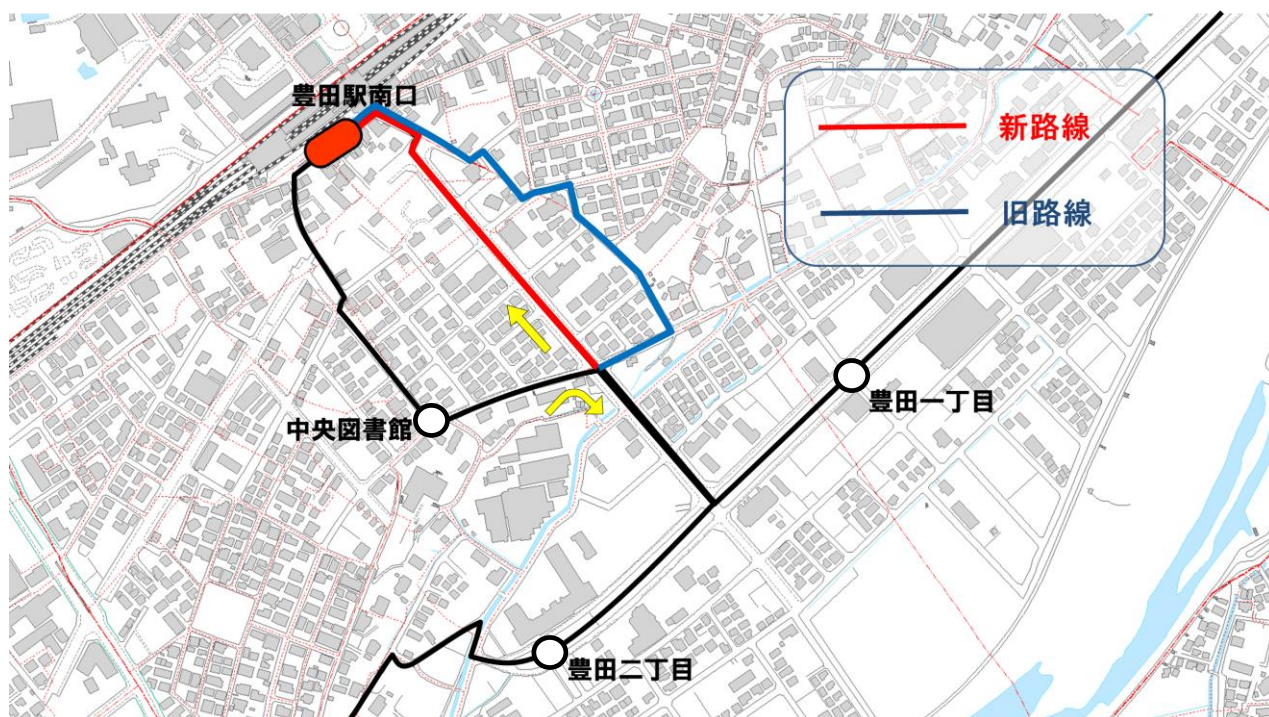 豊田駅南口
新路線
旧路線
豊田一丁目
中央図書館
豊田二丁目